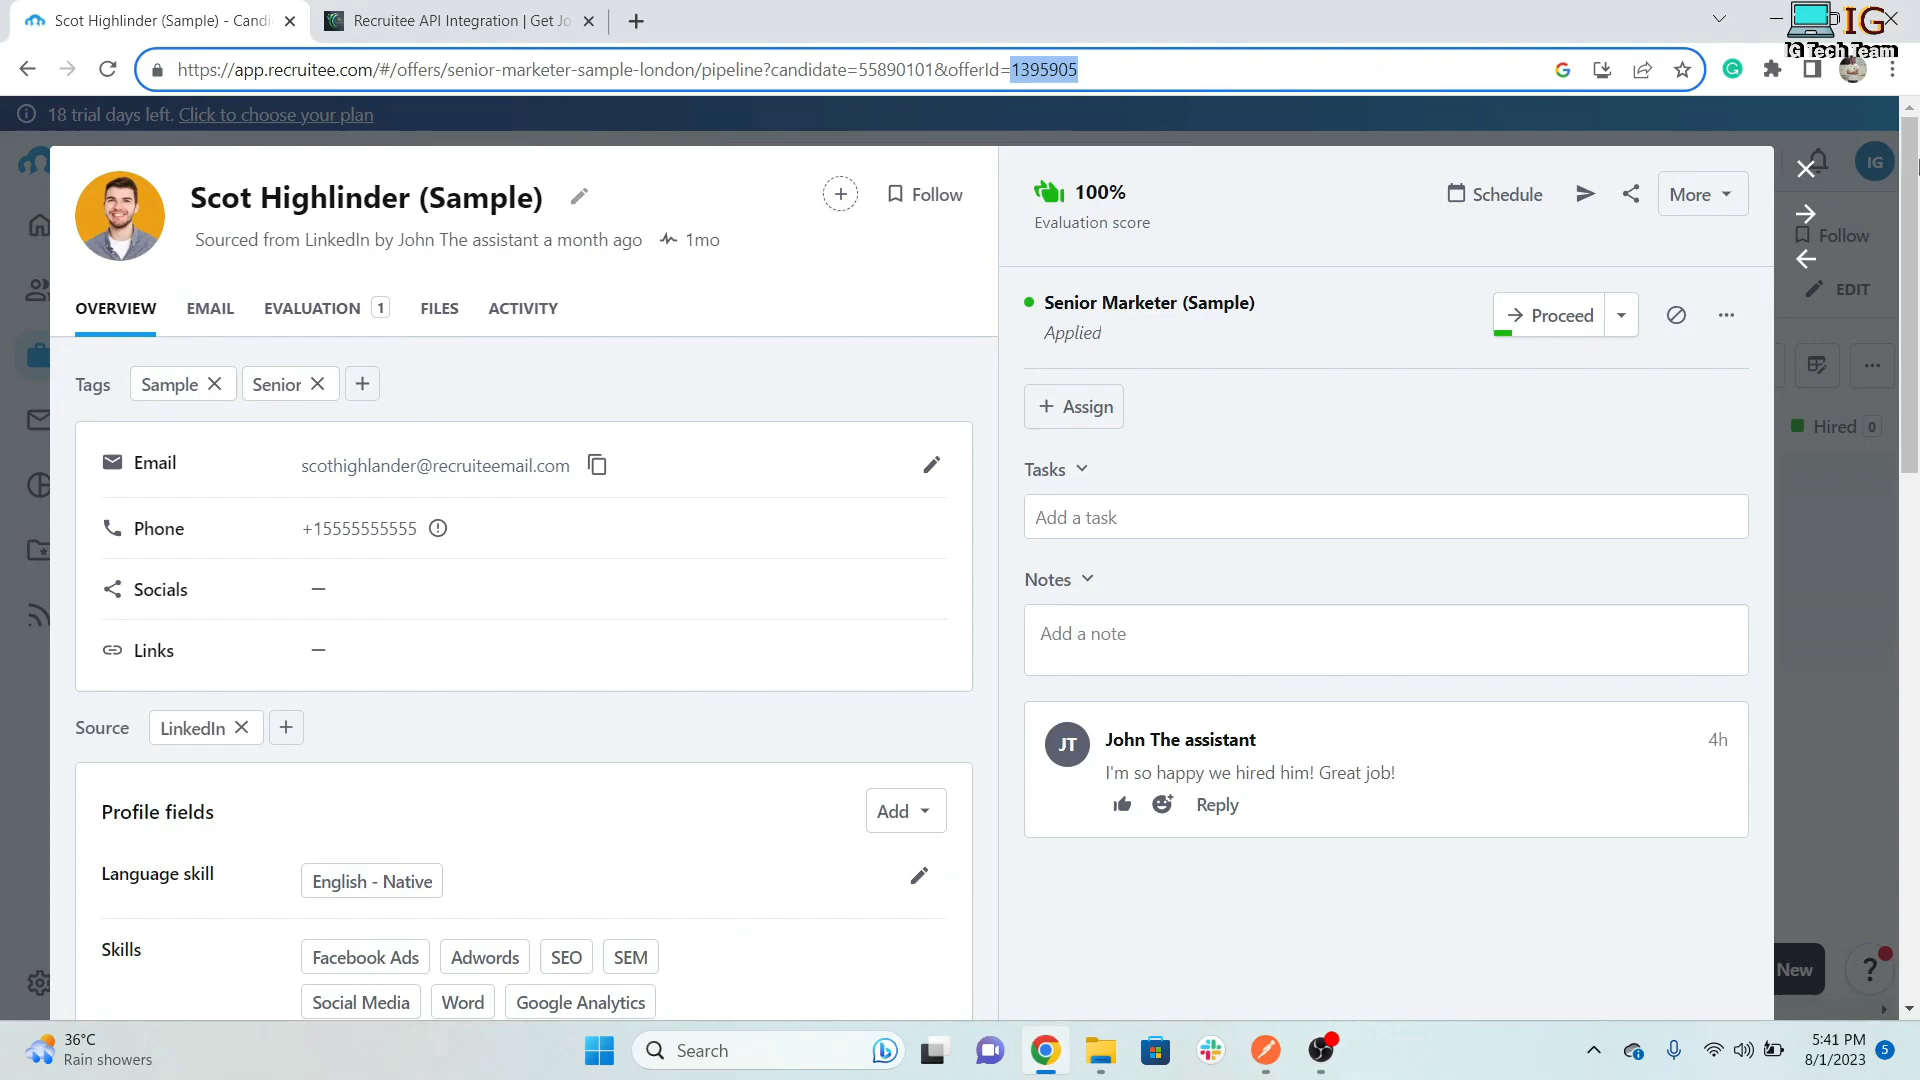 Scot Highlinder (Sample) - Candi
Recruitee API Integration | Get Jo
IG
IG Tech Team
https://app.recruitee.com/#/offers/senior-marketer-sample-london/pipeline?candidate=55890101&offerId=1395905
18 trial days left. Click to choose your plan
Scot Highlinder (Sample)
Follow
Sourced from LinkedIn by John The assistant a month ago
1mo
OVERVIEW
EMAIL
EVALUATION 1
FILES
ACTIVITY
Tags
Sample
Senior
Email
scothighlander@recruiteemail.com
Phone
+15555555555
Socials
—
Links
—
Source
LinkedIn
Profile fields
Add
Language skill
English - Native
Skills
Facebook Ads
Adwords
SEO
SEM
Social Media
Word
Google Analytics
100%
Evaluation score
Schedule
More
Senior Marketer (Sample)
Applied
Proceed
+ Assign
Tasks
Add a task
Notes
Add a note
JT
John The assistant
4h
I'm so happy we hired him! Great job!
Reply
IG
Follow
EDIT
Hired 0
New
?
36°C
Rain showers
Search
5:41 PM
8/1/2023
5